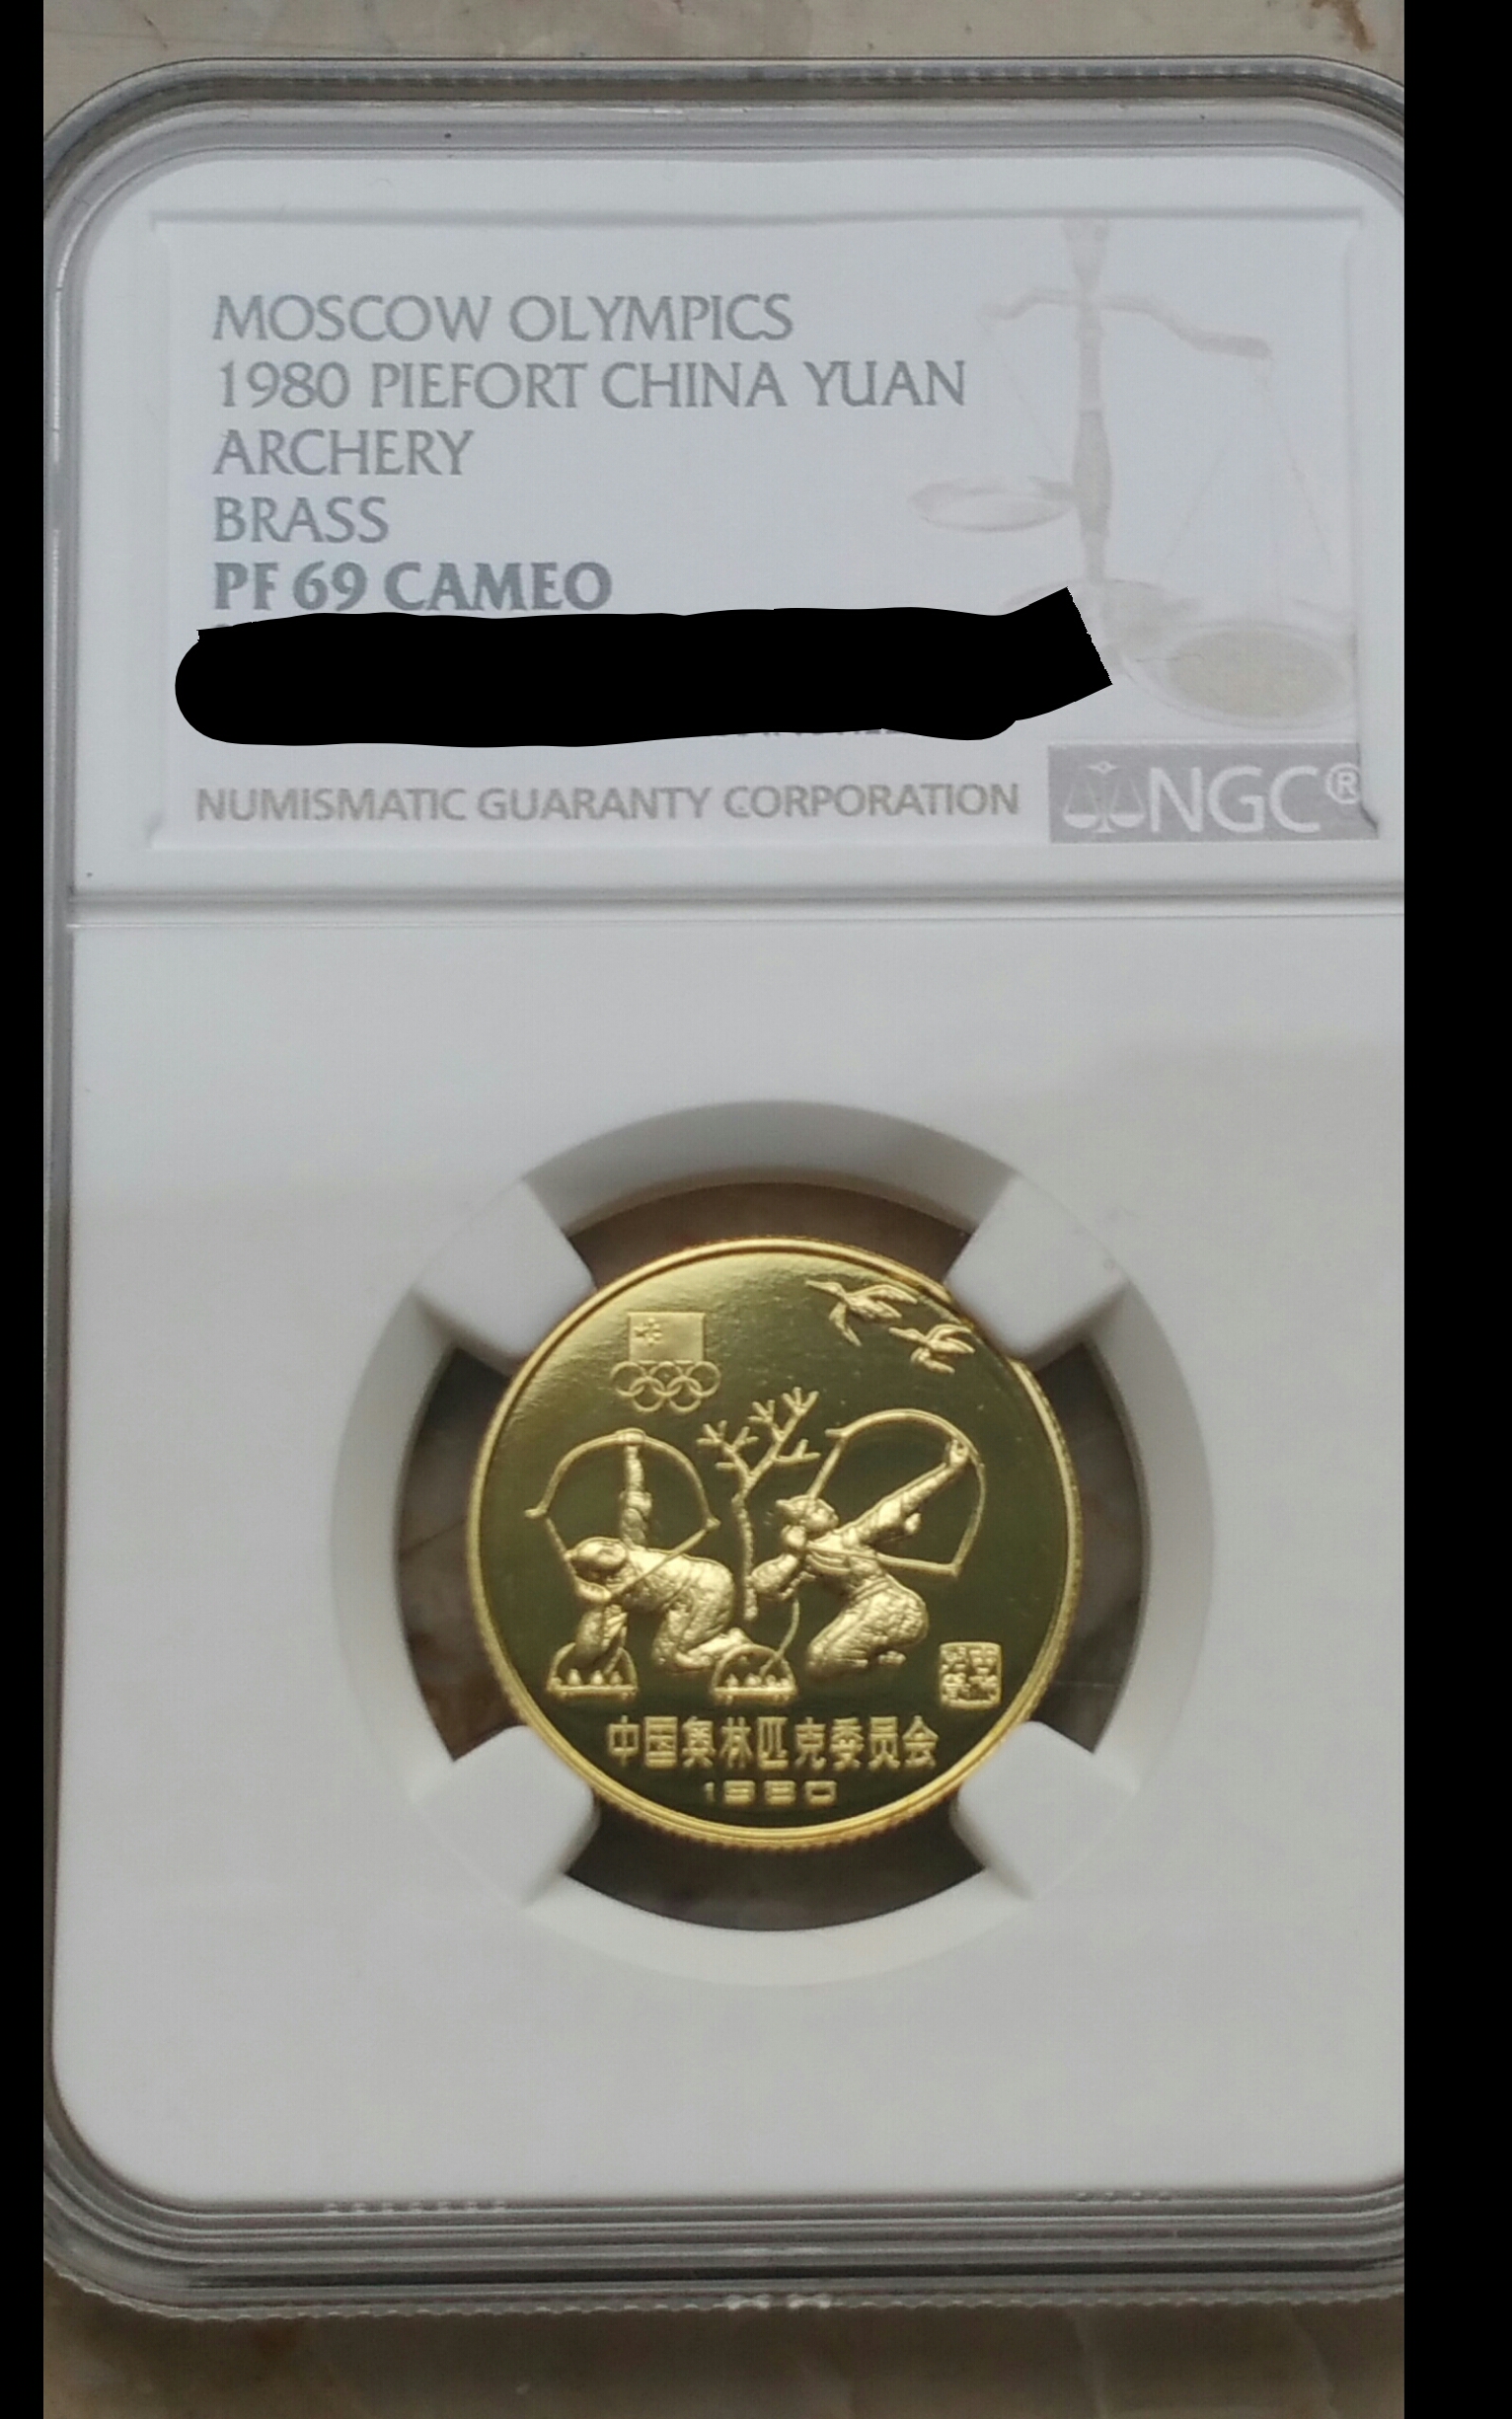 MOSCOW OLYMPICS
1980 PIEFORT CHINA YUAN
ARCHERY
BRASS
PF 69 CAMEO
NUMISMATIC GUARANTY CORPORATION NGC®
中国奥林匹克委员会
1980